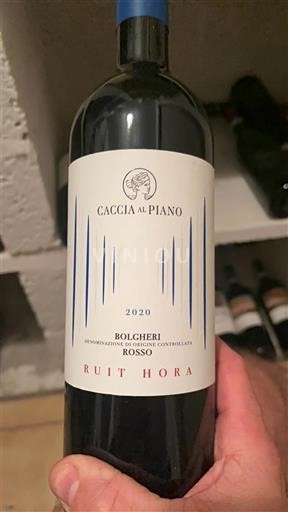 CACCIA AL PIANO
VINIOU
2020
BOLGHERI
DENOMINAZIONE DI ORIGINE CONTROLLATA
ROSSO
RUIT HORA